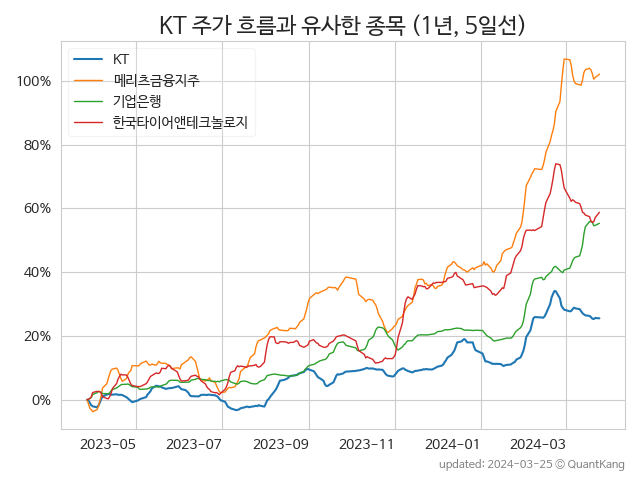 KT 주가 흐름과 유사한 종목 (1년, 5일선)
KT
메리츠금융지주
기업은행
한국타이어앤테크놀로지
100%
80%
60%
40%
20%
0%
2023-05 2023-07 2023-09 2023-11 2024-01 2024-03
updated: 2024-03-25 © QuantKang